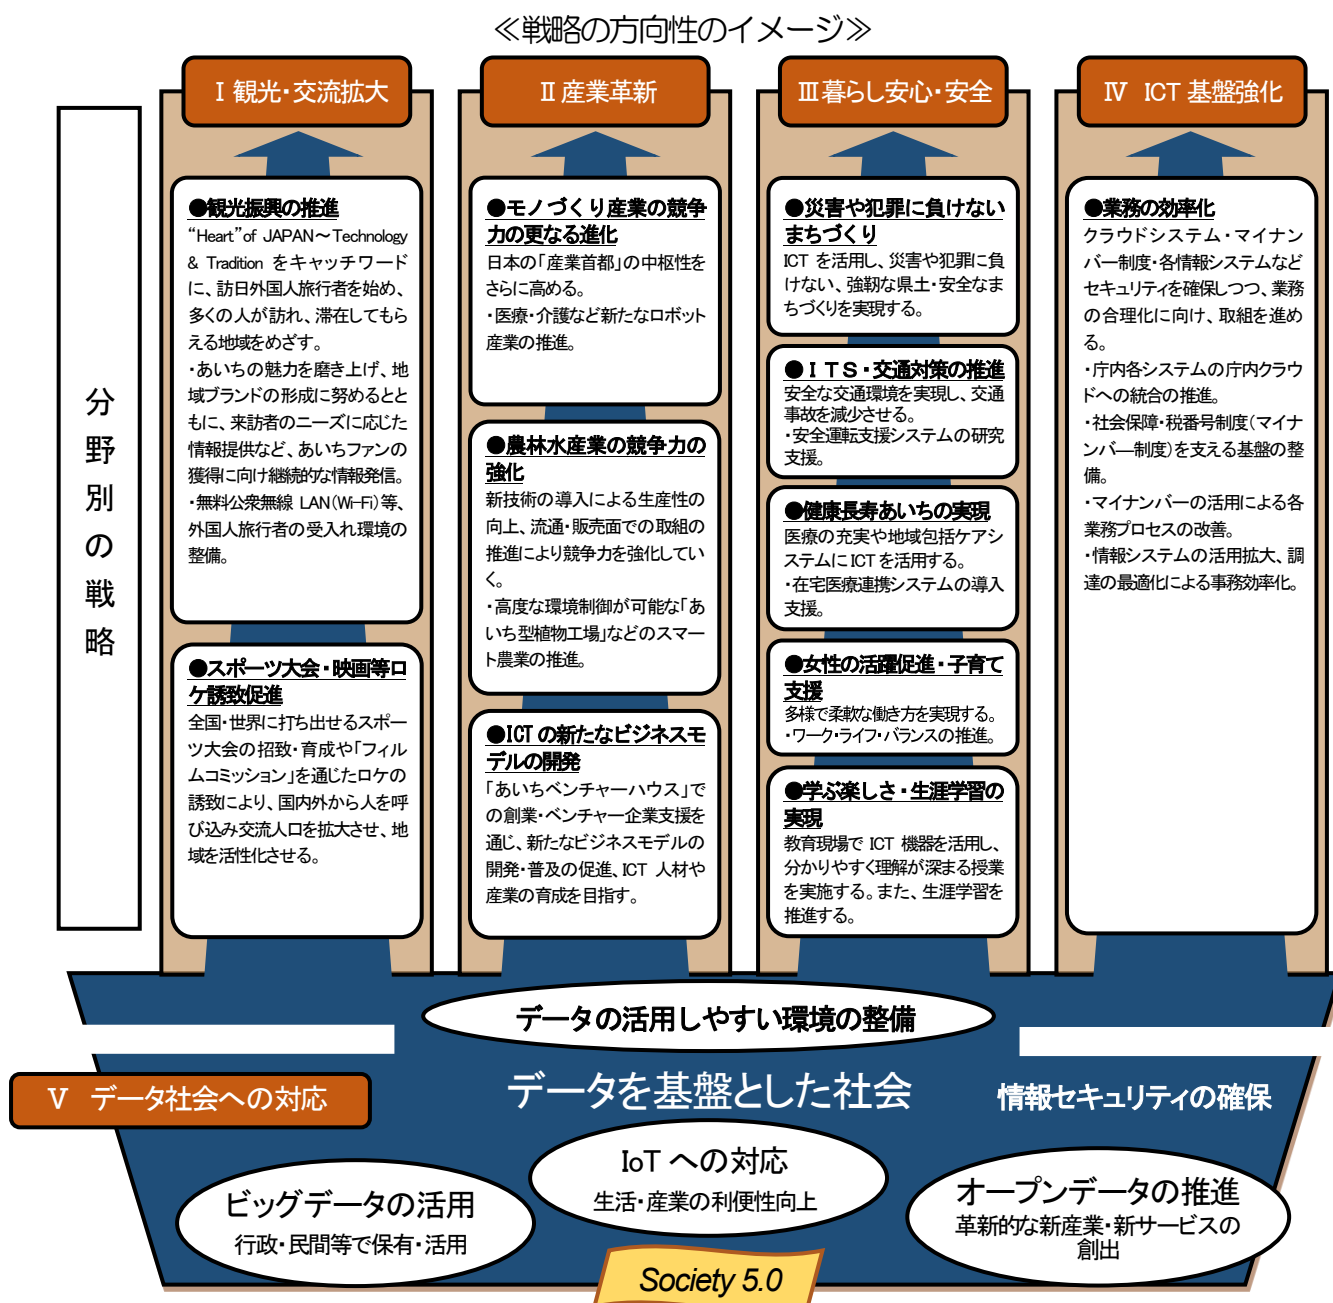 ≪戦略の方向性のイメージ≫
Ⅰ 観光・交流拡大
Ⅱ 産業革新
Ⅲ 暮らし安心・安全
Ⅳ ICT 基盤強化
分野別の戦略
●観光振興の推進
“Heart”of JAPAN～Technology
& Tradition をキャッチワード
に、訪日外国人旅行者を始め、
多くの人が訪れ、滞在してもら
える地域をめざす。
・あいちの魅力を磨き上げ、地
域ブランドの形成に努めるとと
もに、来訪者のニーズに応じた
情報提供など、あいちファンの
獲得に向け継続的な情報発信。
・無料公衆無線 LAN(Wi-Fi)等、
外国人旅行者の受入れ環境の
整備。
●スポーツ大会・映画等ロ
ケ誘致促進
全国・世界に打ち出せるスポー
ツ大会の招致・育成や「フィル
ムコミッション」を通じたロケの
誘致により、国内外から人を呼
び込み交流人口を拡大させ、地
域を活性化させる。
●モノづくり産業の競争
力の更なる進化
日本の「産業首都」の中枢性を
さらに高める。
・医療・介護など新たなロボット
産業の推進。
●農林水産業の競争力の
強化
新技術の導入による生産性の
向上、流通・販売面での取組の
推進により競争力を強化してい
く。
・高度な環境制御が可能な「あ
いち型植物工場」などのスマー
ト農業の推進。
●ICT の新たなビジネスモ
デルの開発
「あいちベンチャーハウス」で
の創業・ベンチャー企業支援を
通じ、新たなビジネスモデルの
開発・普及の促進、ICT 人材や
産業の育成を目指す。
●災害や犯罪に負けない
まちづくり
ICT を活用し、災害や犯罪に負
けない、強靭な県土・安全なま
ちづくりを実現する。
●ＩＴＳ・交通対策の推進
安全な交通環境を実現し、交通
事故を減少させる。
・安全運転支援システムの研究
支援。
●健康長寿あいちの実現
医療の充実や地域包括ケアシ
ステムに ICT を活用する。
・在宅医療連携システムの導入
支援。
●女性の活躍促進・子育て
支援
多様で柔軟な働き方を実現する。
・ワーク・ライフ・バランスの推進。
●学ぶ楽しさ・生涯学習の
実現
教育現場で ICT 機器を活用し、
分かりやすく理解が深まる授業
を実施する。また、生涯学習を
推進する。
●業務の効率化
クラウドシステム・マイナン
バー制度・各情報システムなど
セキュリティを確保しつつ、業務
の合理化に向け、取組を進め
る。
・庁内各システムの庁内クラウ
ドへの統合の推進。
・社会保障・税番号制度(マイナ
ンバ―制度)を支える基盤の整
備。
・マイナンバーの活用による各
業務プロセスの改善。
・情報システムの活用拡大、調
達の最適化による事務効率化。
データの活用しやすい環境の整備
Ⅴ データ社会への対応
データを基盤とした社会
情報セキュリティの確保
IoT への対応
生活・産業の利便性向上
ビッグデータの活用
行政・民間等で保有・活用
オープンデータの推進
革新的な新産業・新サービスの
創出
Society 5.0